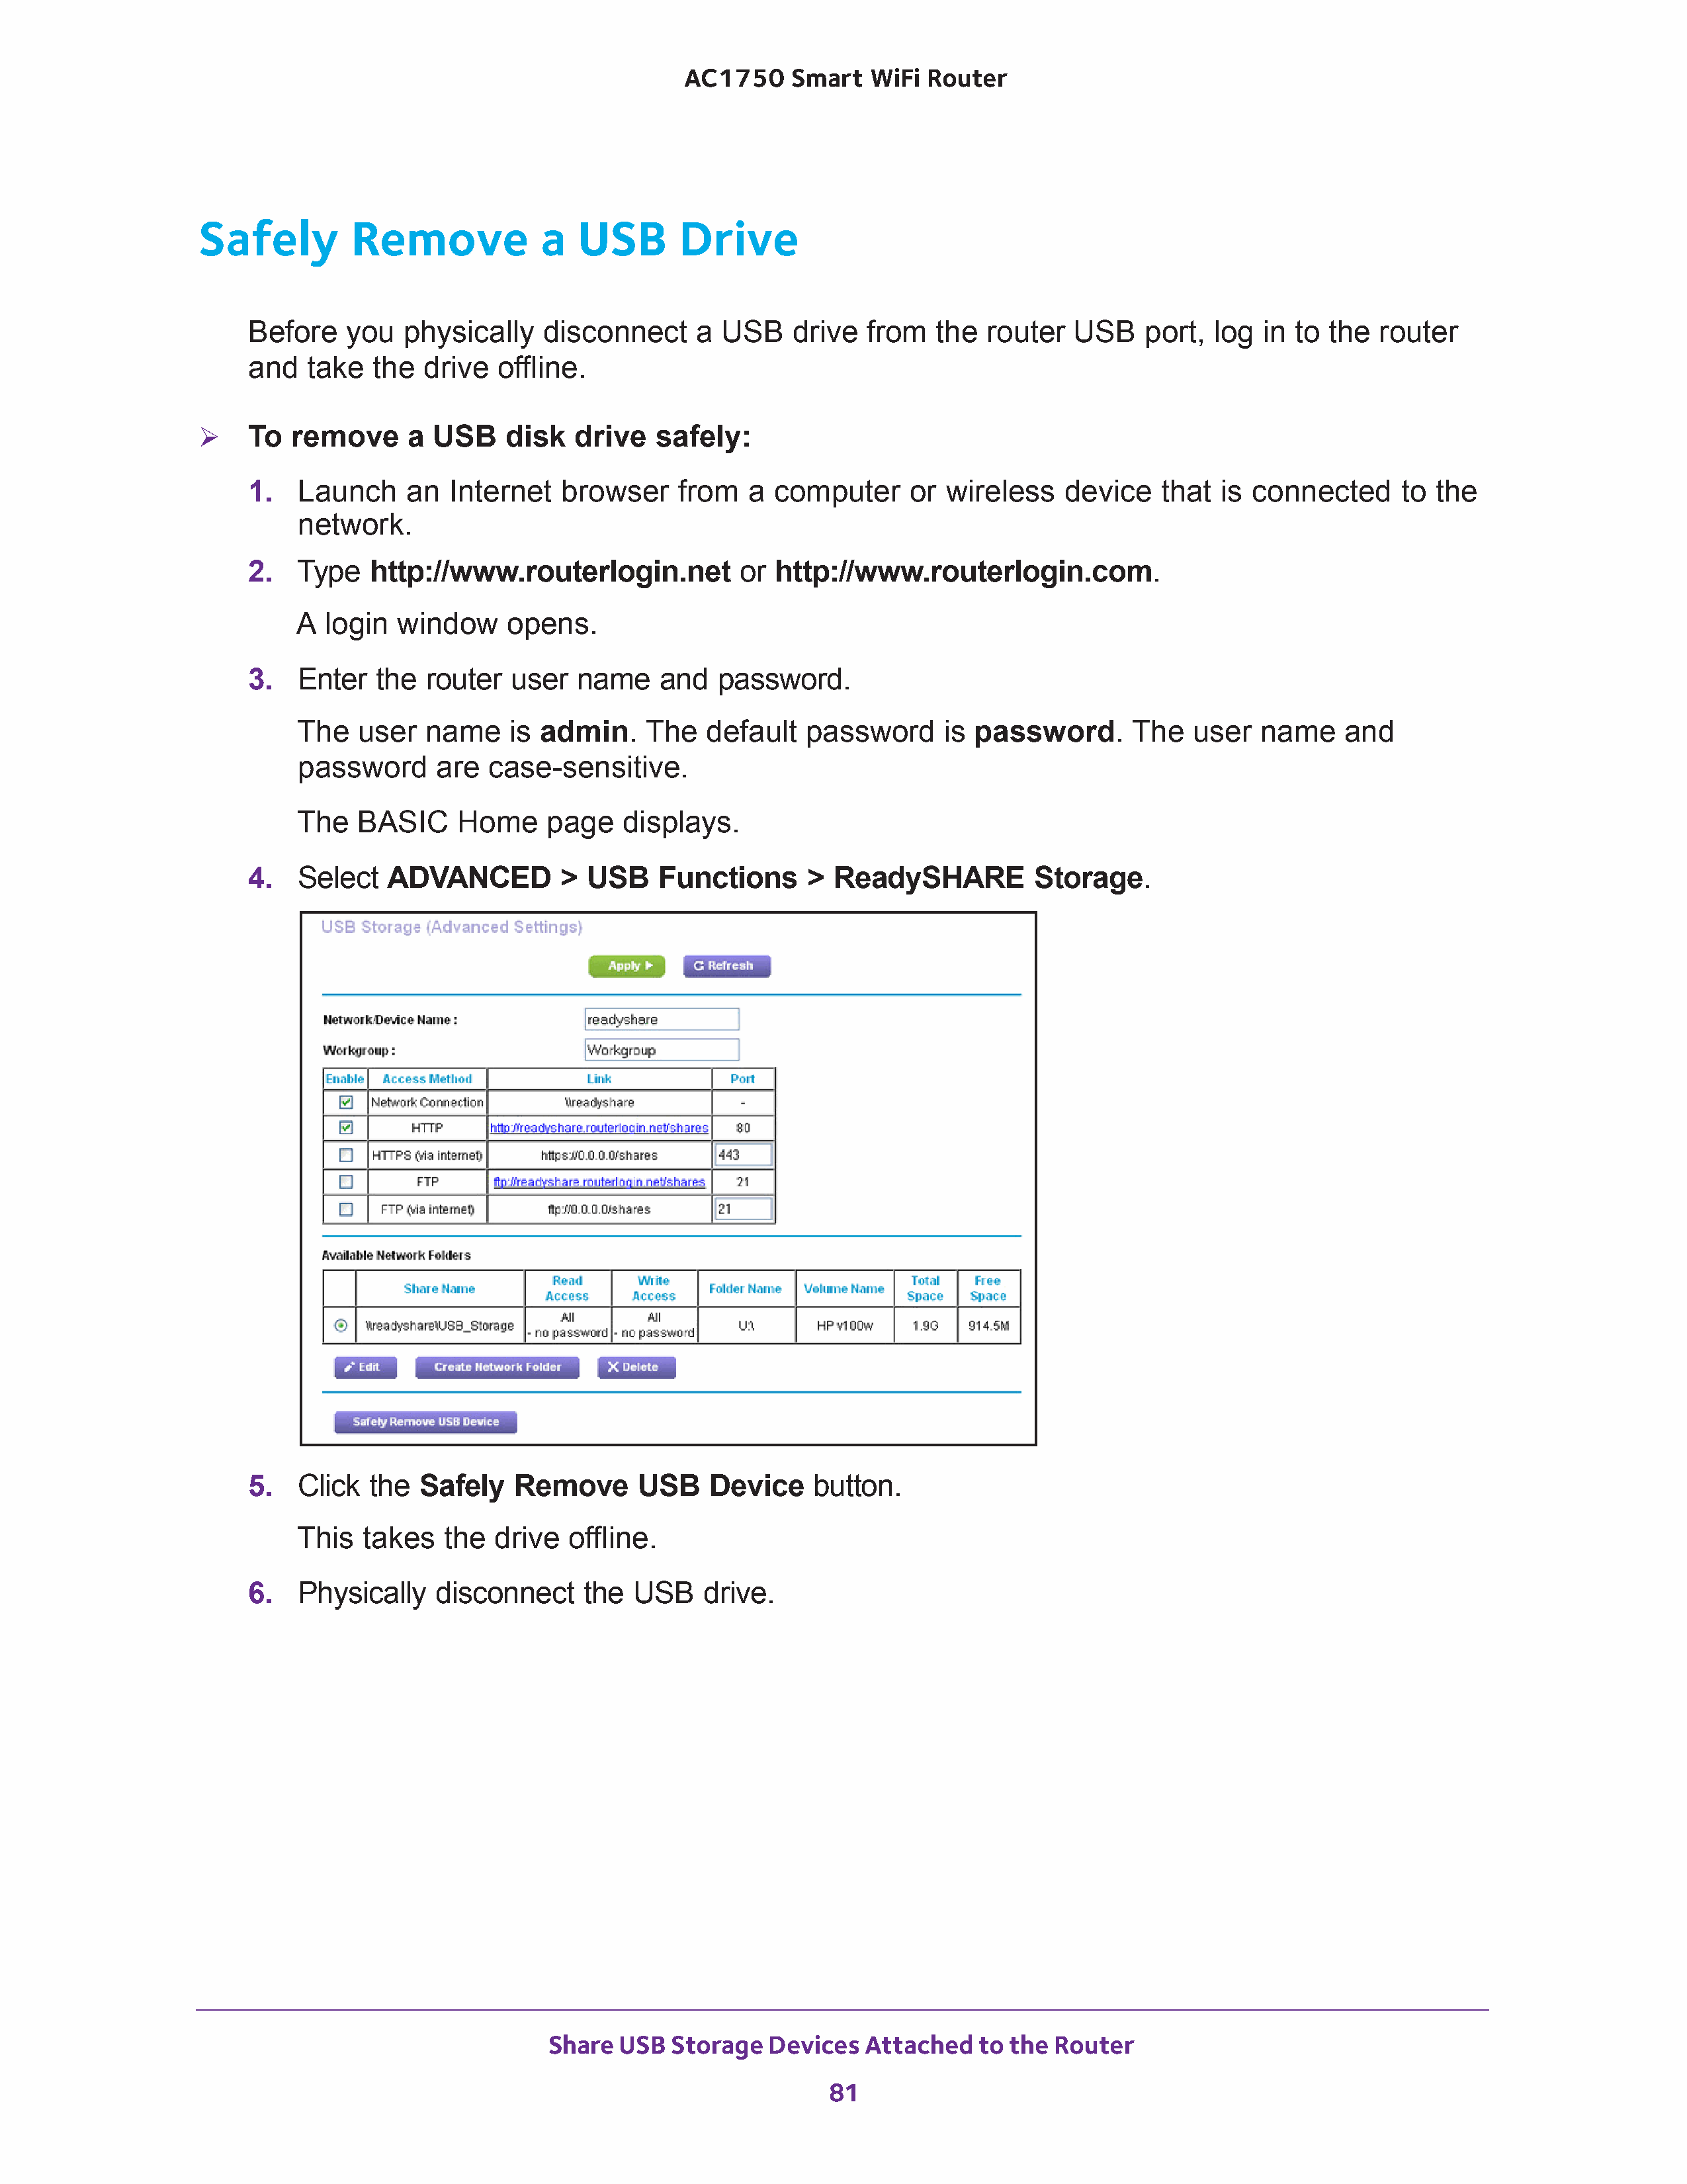 AC1750 Smart WiFi Router
Safely Remove a USB Drive
Before you physically disconnect a USB drive from the router USB port, log in to the router
and take the drive offline.
➢ To remove a USB disk drive safely:
1. Launch an Internet browser from a computer or wireless device that is connected to the
network.
2. Type http://www.routerlogin.net or http://www.routerlogin.com.
A login window opens.
3. Enter the router user name and password.
The user name is admin. The default password is password. The user name and
password are case-sensitive.
The BASIC Home page displays.
4. Select ADVANCED > USB Functions > ReadySHARE Storage.
USB Storage (Advanced Settings)
Apply Refresh
Network/Device Name : readyshare
Workgroup : Workgroup
Enable Access Method Link Port
Network Connection \\readyshare -
HTTP http://readyshare.routerlogin.net/shares 80
HTTPS (via internet) https://0.0.0.0/shares 443
FTP ftp://readyshare.routerlogin.net/shares 21
FTP (via internet) ftp://0.0.0.0/shares 21
Available Network Folders
Share Name Read Access Write Access Folder Name Volume Name Total Space Free Space
\\readyshare\USB_Storage All - no password All - no password U:\ HP v100w 1.9G 914.5M
Edit Create Network Folder Delete
Safely Remove USB Device
5. Click the Safely Remove USB Device button.
This takes the drive offline.
6. Physically disconnect the USB drive.
Share USB Storage Devices Attached to the Router
81